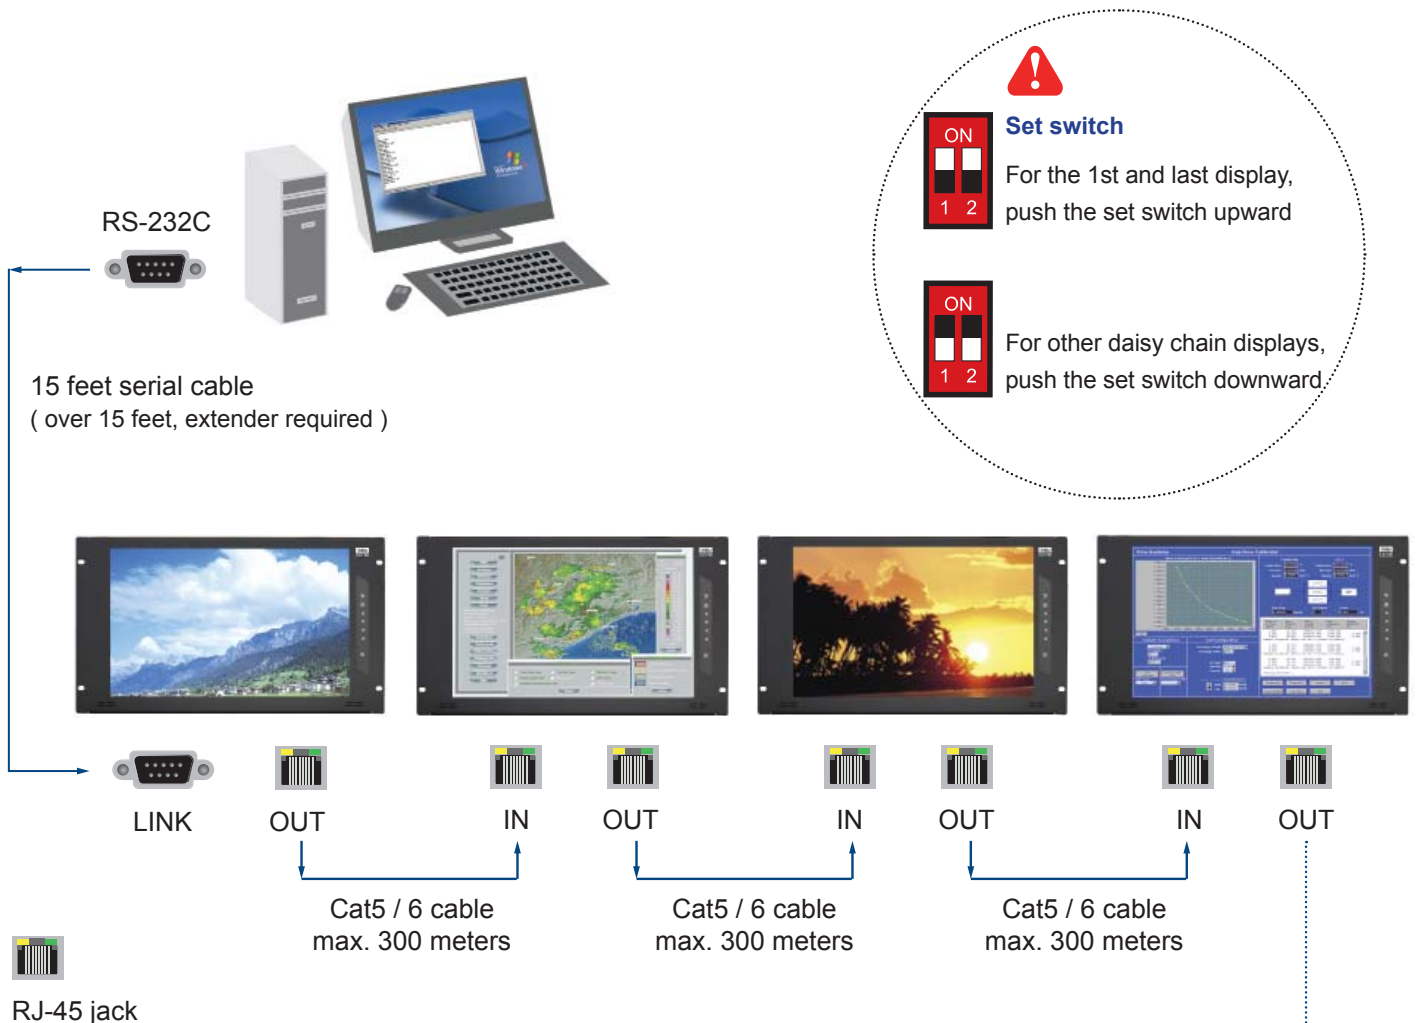 ON
1 2
Set switch
For the 1st and last display,
push the set switch upward
ON
1 2
For other daisy chain displays,
push the set switch downward.
RS-232C
Windows
15 feet serial cable
( over 15 feet, extender required )
LINK
OUT
IN
OUT
IN
OUT
IN
OUT
Cat5 / 6 cable
max. 300 meters
Cat5 / 6 cable
max. 300 meters
Cat5 / 6 cable
max. 300 meters
RJ-45 jack